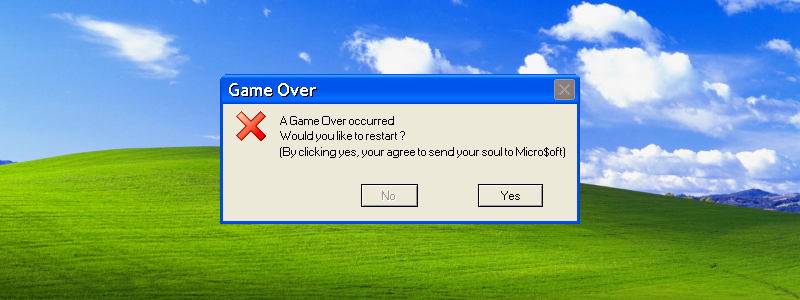 Game Over
A Game Over occurred
Would you like to restart ?
(By clicking yes, your agree to send your soul to Micro$oft)
No
Yes